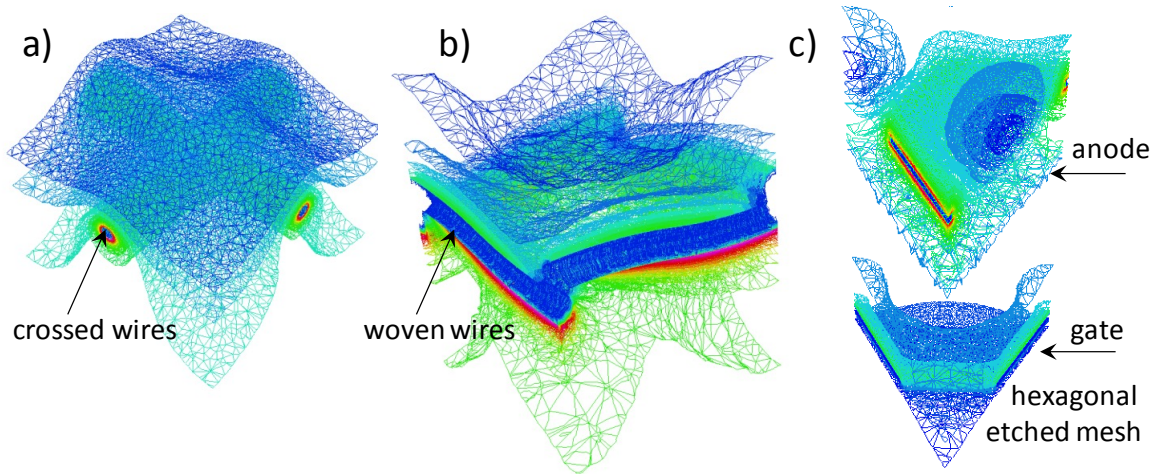 a)
b)
c)
crossed wires
woven wires
anode
gate
hexagonal
etched mesh